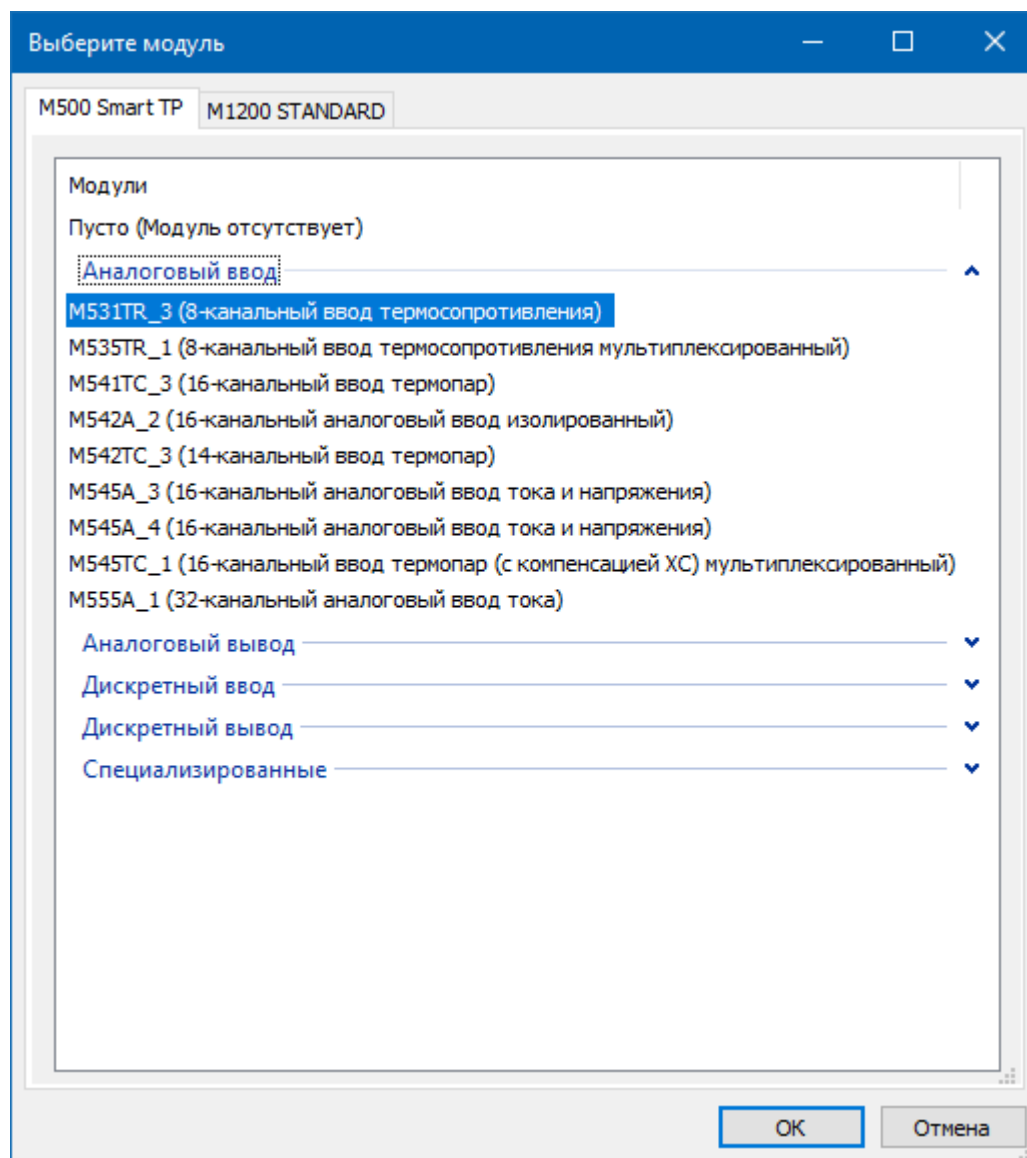 Выберите модуль
M500 Smart TP M1200 STANDARD
Модули
Пусто (Модуль отсутствует)
Аналоговый ввод
M531TR_3 (8-канальный ввод термосопротивления)
M535TR_1 (8-канальный ввод термосопротивления мультиплексированный)
M541TC_3 (16-канальный ввод термопар)
M542A_2 (16-канальный аналоговый ввод изолированный)
M542TC_3 (14-канальный ввод термопар)
M545A_3 (16-канальный аналоговый ввод тока и напряжения)
M545A_4 (16-канальный аналоговый ввод тока и напряжения)
M545TC_1 (16-канальный ввод термопар (с компенсацией ХС) мультиплексированный)
M555A_1 (32-канальный аналоговый ввод тока)
Аналоговый вывод
Дискретный ввод
Дискретный вывод
Специализированные
OK Отмена